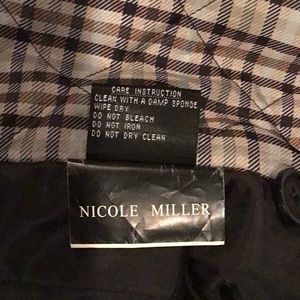 CARE INSTRUCTION
CLEAN WITH A DAMP SPONGE
WIPE DRY
DO NOT BLEACH
DO NOT IRON
DO NOT DRY CLEAN
NICOLE MILLER